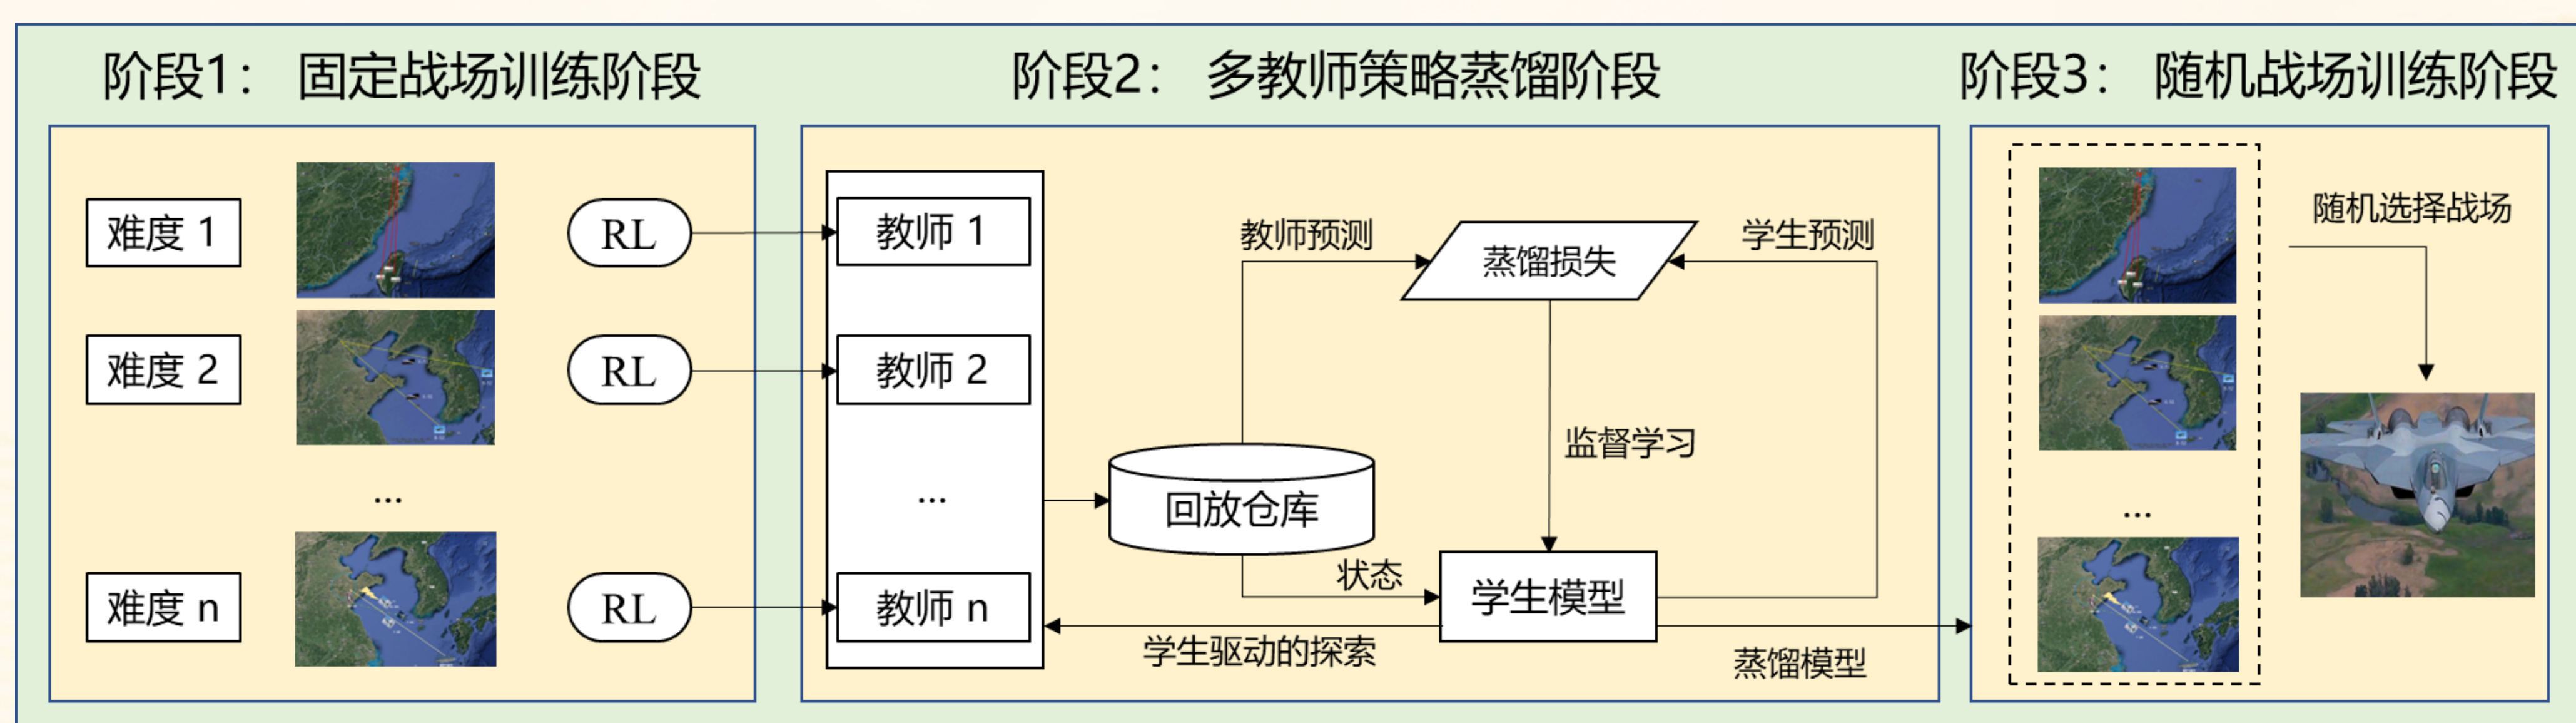 阶段1： 固定战场训练阶段
难度 1
RL
难度 2
RL
...
难度 n
RL
阶段2： 多教师策略蒸馏阶段
教师 1
教师 2
...
教师 n
教师预测
蒸馏损失
学生预测
监督学习
回放仓库
状态
学生模型
学生驱动的探索
蒸馏模型
阶段3： 随机战场训练阶段
随机选择战场
...